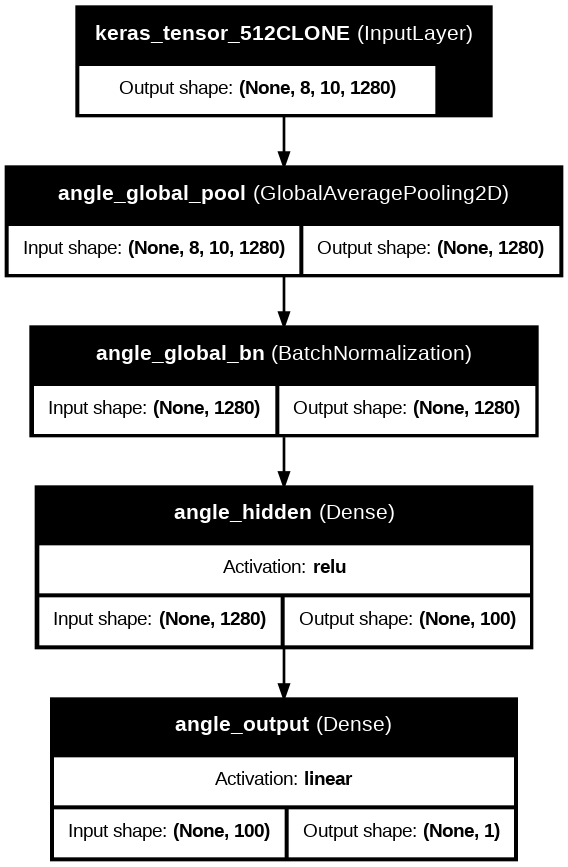 keras_tensor_512CLONE (InputLayer)
Output shape: (None, 8, 10, 1280)
angle_global_pool (GlobalAveragePooling2D)
Input shape: (None, 8, 10, 1280) Output shape: (None, 1280)
angle_global_bn (BatchNormalization)
Input shape: (None, 1280) Output shape: (None, 1280)
angle_hidden (Dense)
Activation: relu
Input shape: (None, 1280) Output shape: (None, 100)
angle_output (Dense)
Activation: linear
Input shape: (None, 100) Output shape: (None, 1)